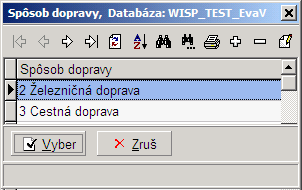 Spôsob dopravy, Databáza: WISP_TEST_EvaV
Spôsob dopravy
2 Železničná doprava
3 Cestná doprava
Vyber Zruš